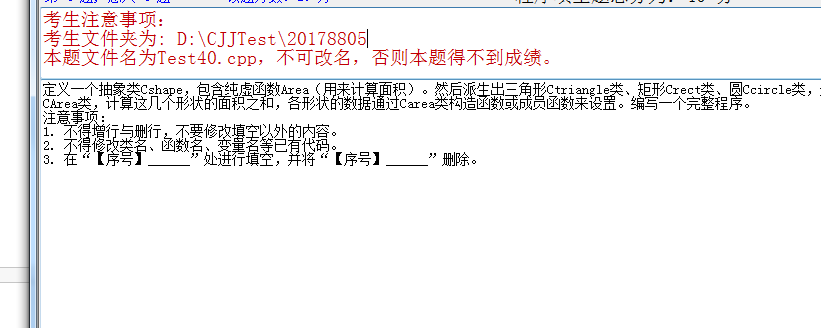 考生注意事项:
考生文件夹为: D:\CJJTest\20178805
本题文件名为Test40.cpp, 不可改名, 否则本题得不到成绩。
定义一个抽象类Cshape, 包含纯虚函数Area (用来计算面积) 。然后派生出三角形Ctriangle类、矩形Crect类、圆Ccircle类,
CArea类, 计算这几个形状的面积之和, 各形状的数据通过Carea类构造函数或成员函数来设置。编写一个完整程序。
注意事项:
1. 不得增行与删行, 不要修改填空以外的内容。
2. 不得修改类名、函数名、变量名等已有代码。
3. 在“【序号】______”处进行填空, 并将“【序号】______”删除。